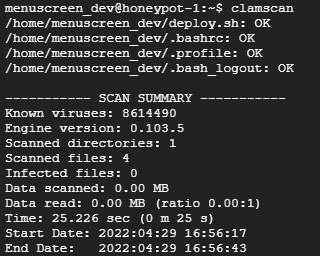 menuscreen_dev@honeypot-1:~$ clamscan
/home/menuscreen_dev/deploy.sh: OK
/home/menuscreen_dev/.bashrc: OK
/home/menuscreen_dev/.profile: OK
/home/menuscreen_dev/.bash_logout: OK

----------- SCAN SUMMARY -----------
Known viruses: 8614490
Engine version: 0.103.5
Scanned directories: 1
Scanned files: 4
Infected files: 0
Data scanned: 0.00 MB
Data read: 0.00 MB (ratio 0.00:1)
Time: 25.226 sec (0 m 25 s)
Start Date: 2022:04:29 16:56:17
End Date:   2022:04:29 16:56:43